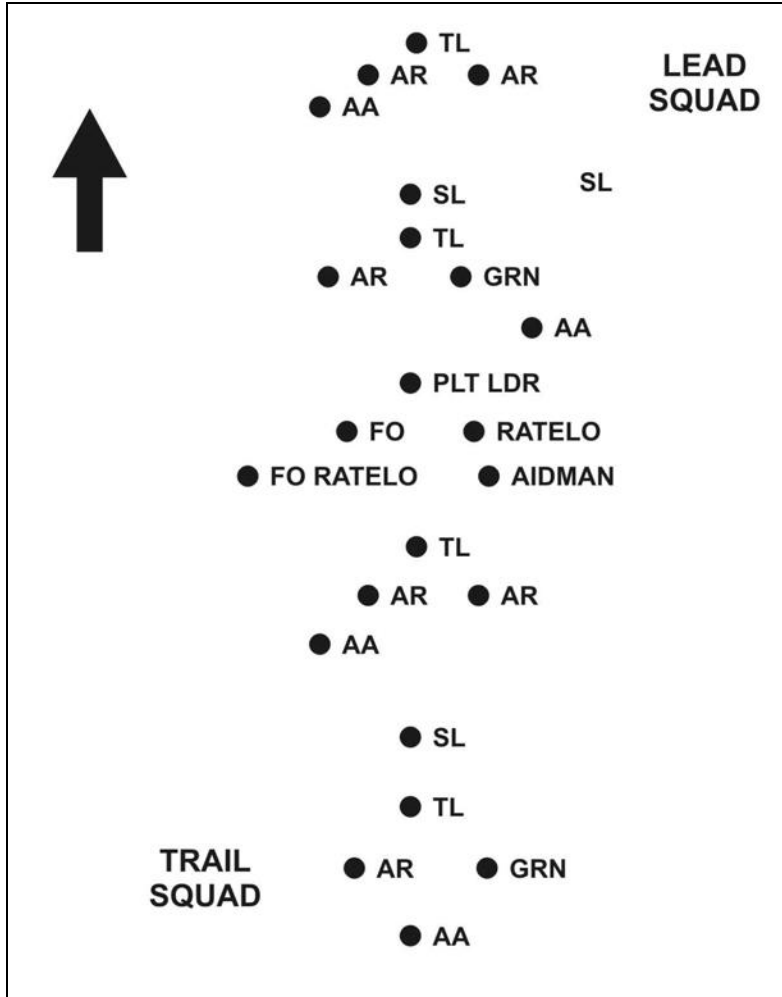 TL
LEAD
SQUAD
AR AR
AA
SL
SL
TL
AR GRN
AA
PLT LDR
FO RATELO
FO RATELO AIDMAN
TL
AR AR
AA
SL
TL
TRAIL
SQUAD
AR GRN
AA